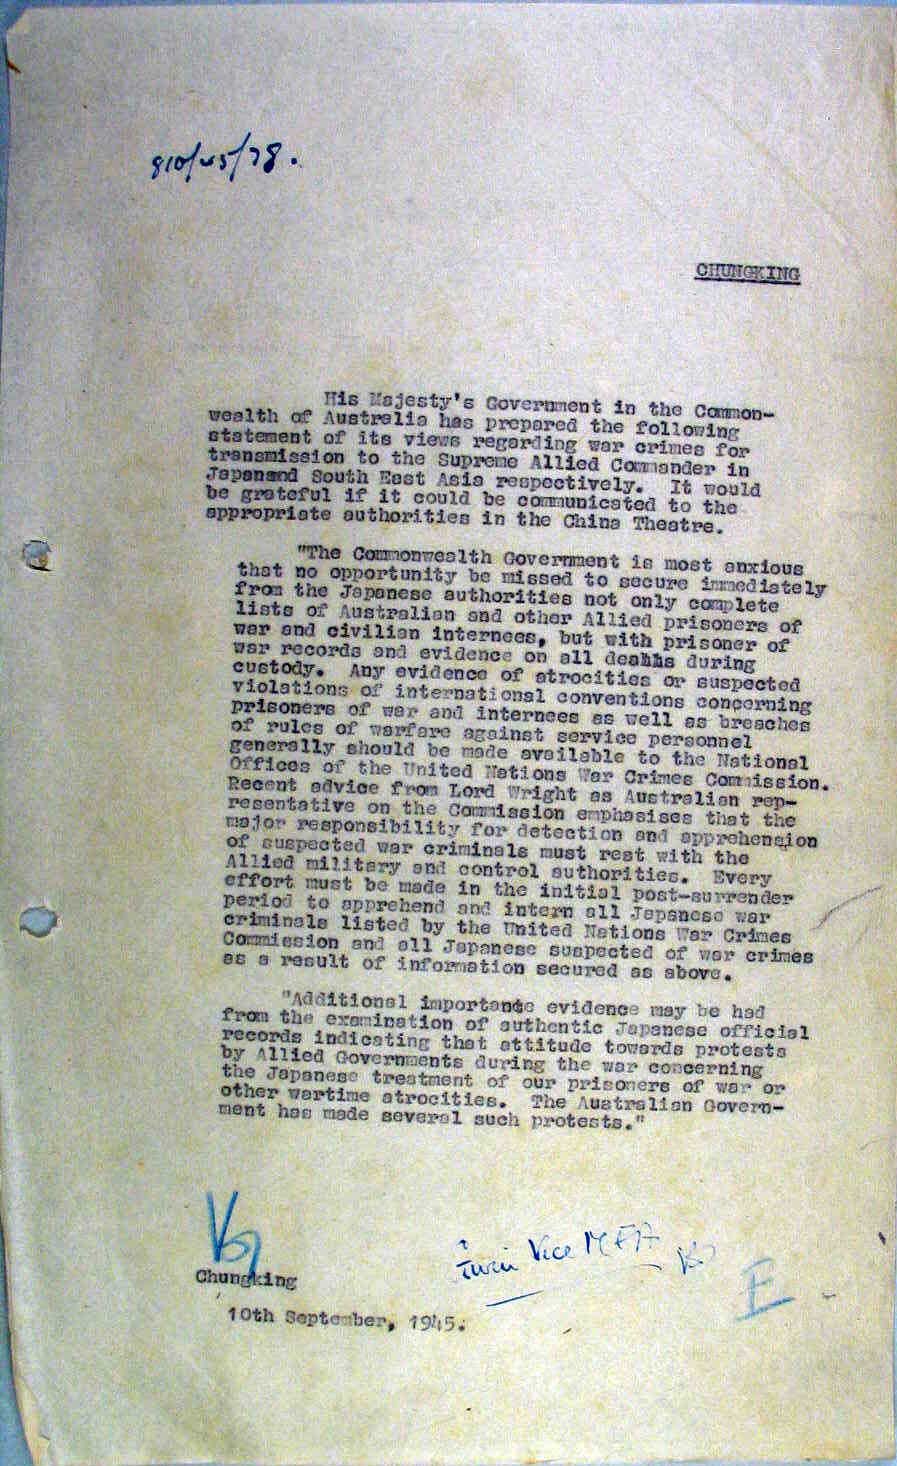 810/45/78.
CHUNGKING
His Majesty's Government in the Common-
wealth of Australia has prepared the following
statement of its views regarding war crimes for
transmission to the Supreme Allied Commander in
Japanand South East Asia respectively. It would
be grateful if it could be communicated to the
appropriate authorities in the China Theatre.
"The Commonwealth Government is most anxious
that no opportunity be missed to secure immediately
from the Japanese authorities not only complete
lists of Australian and other Allied prisoners of
war and civilian internees, but with prisoner of
war records and evidence on all deaths during
custody. Any evidence of atrocities or suspected
violations of international conventions concerning
prisoners of war and internees as well as breaches
of rules of warfare against service personnel
generally should be made available to the National
Offices of the United Nations War Crimes Commission.
Recent advice from Lord Wright as Australian rep-
resentative on the Commission emphasises that the
major responsibility for detection and apprehension
of suspected war criminals must rest with the
Allied military and control authorities. Every
effort must be made in the initial post-surrender
period to apprehend and intern all Japanese war
criminals listed by the United Nations War Crimes
Commission and all Japanese suspected of war crimes
as a result of information secured as above.
"Additional important evidence may be had
from the examination of authentic Japanese official
records indicating that attitude towards protests
by Allied Governments during the war concerning
the Japanese treatment of our prisoners of war or
other wartime atrocities. The Australian Govern-
ment has made several such protests."
Chungking
Vice MFA
E
10th September, 1945.